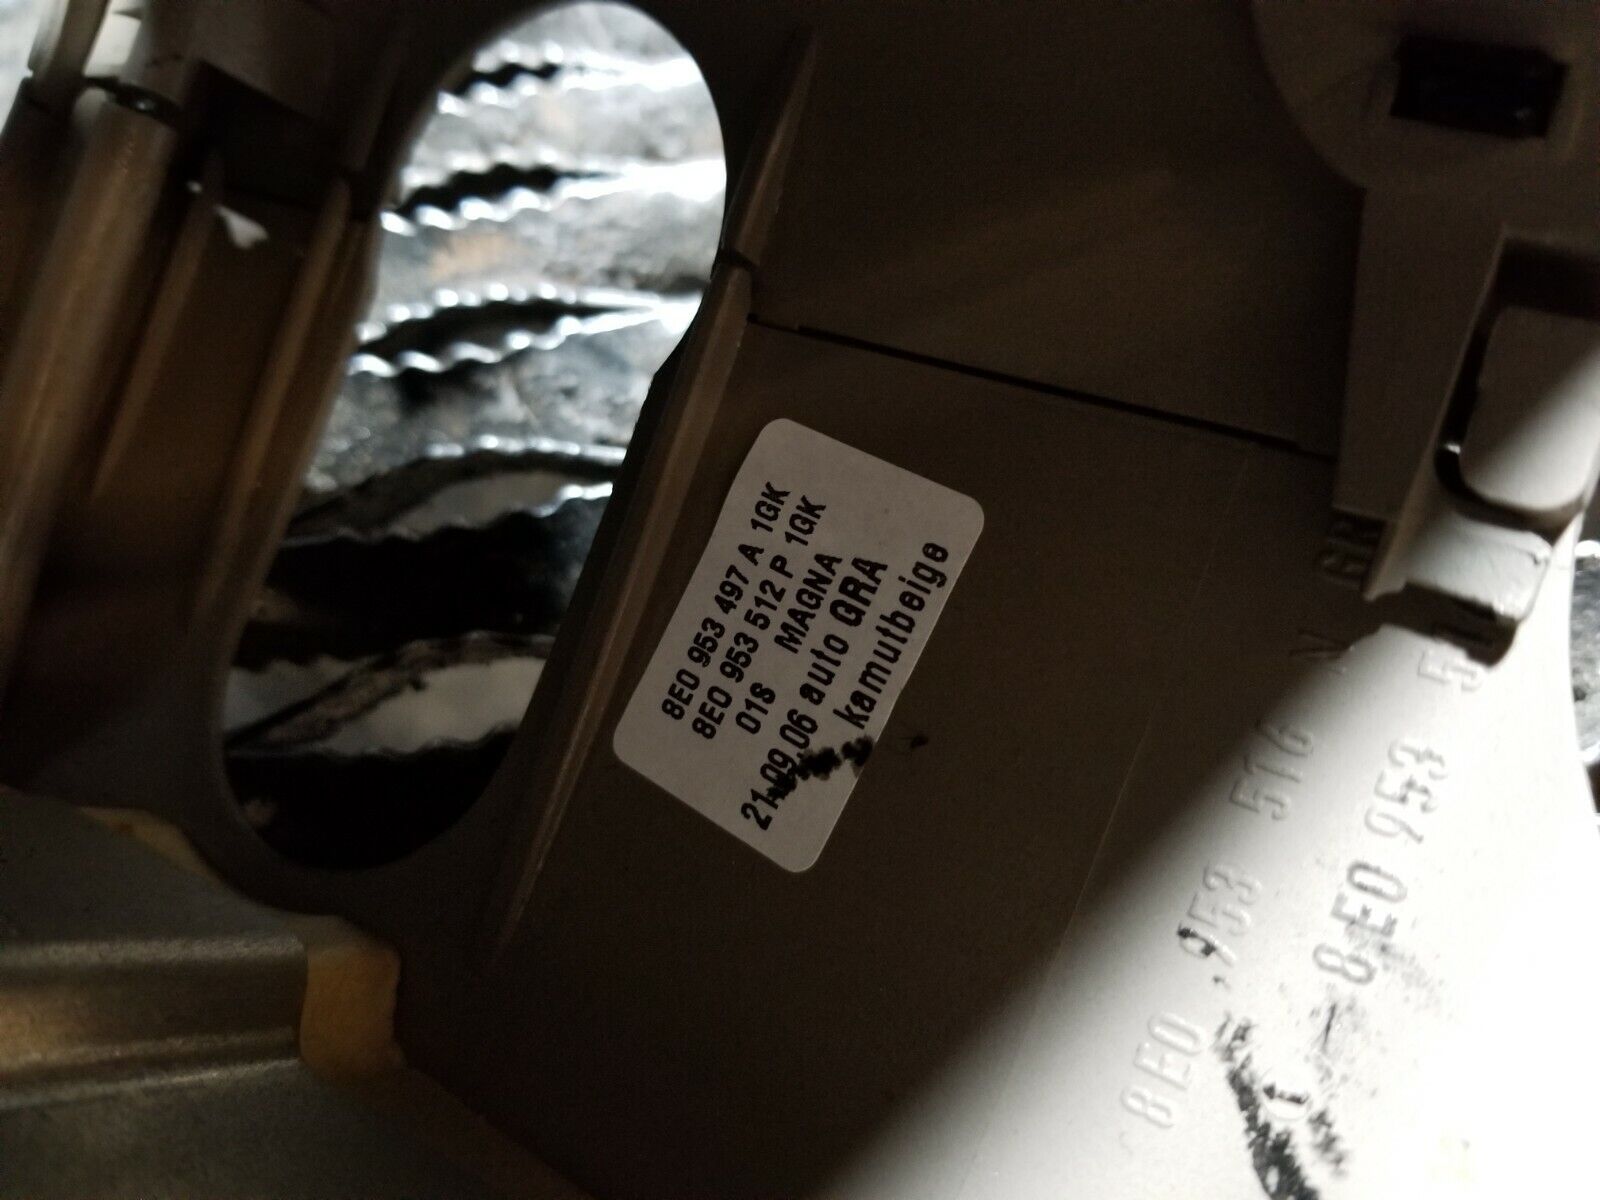 8E0 953 497 A 1GK
8E0 953 512 P 1GK
01S MAGNA
21.09.06 auto GRA
kamutbeige
8E0 953 516
8E0 953